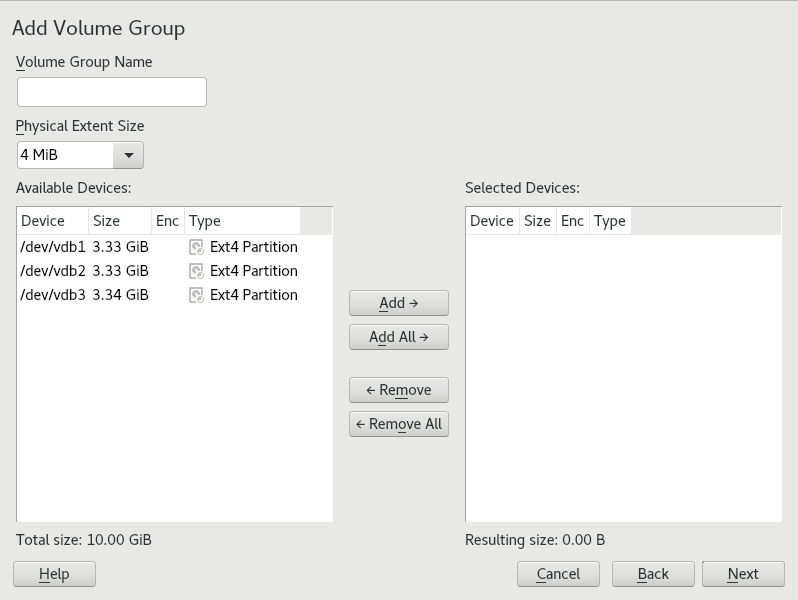 Add Volume Group
Volume Group Name
Physical Extent Size
4 MiB
Available Devices:
Device Size Enc Type
/dev/vdb1 3.33 GiB Ext4 Partition
/dev/vdb2 3.33 GiB Ext4 Partition
/dev/vdb3 3.34 GiB Ext4 Partition
Total size: 10.00 GiB
Add →
Add All →
← Remove
← Remove All
Selected Devices:
Device Size Enc Type
Resulting size: 0.00 B
Help
Cancel
Back
Next